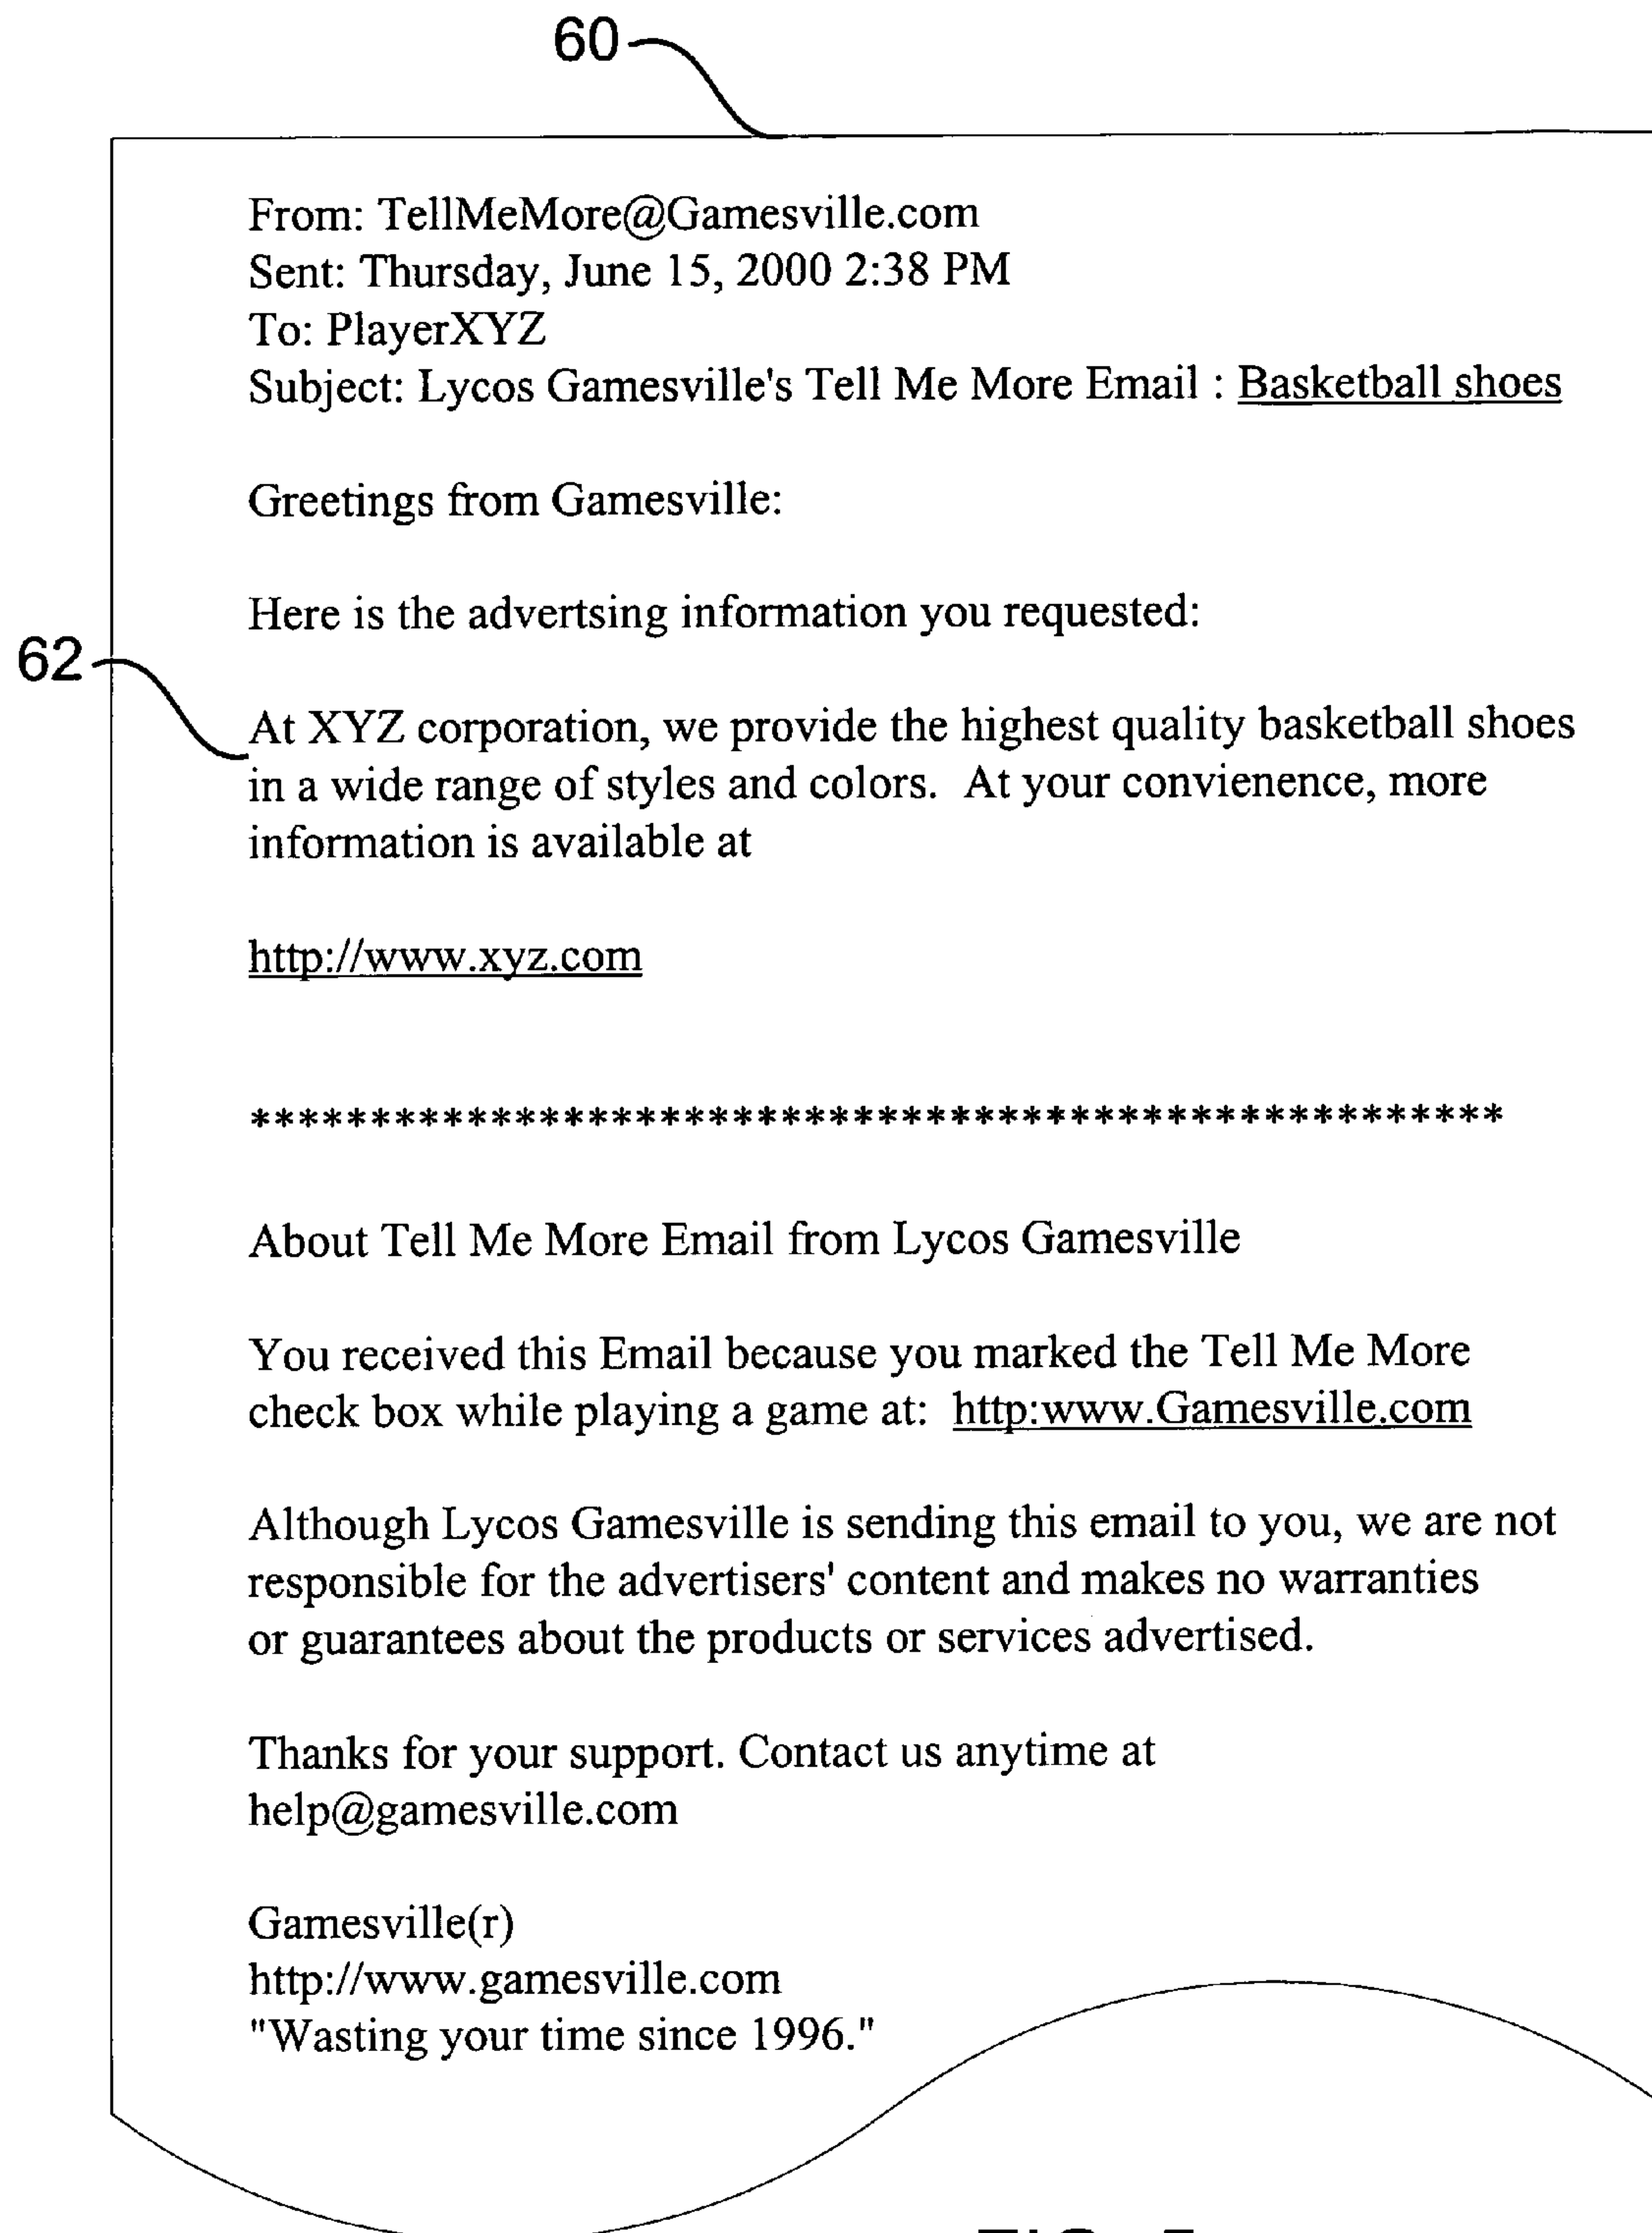 60
From: TellMeMore@Gamesville.com
Sent: Thursday, June 15, 2000 2:38 PM
To: PlayerXYZ
Subject: Lycos Gamesville's Tell Me More Email : Basketball shoes
Greetings from Gamesville:
Here is the advertsing information you requested:
62
At XYZ corporation, we provide the highest quality basketball shoes
in a wide range of styles and colors.  At your convienence, more
information is available at
http://www.xyz.com
****************************************************
About Tell Me More Email from Lycos Gamesville
You received this Email because you marked the Tell Me More
check box while playing a game at:  http:www.Gamesville.com
Although Lycos Gamesville is sending this email to you, we are not
responsible for the advertisers' content and makes no warranties
or guarantees about the products or services advertised.
Thanks for your support. Contact us anytime at
help@gamesville.com
Gamesville(r)
http://www.gamesville.com
"Wasting your time since 1996."